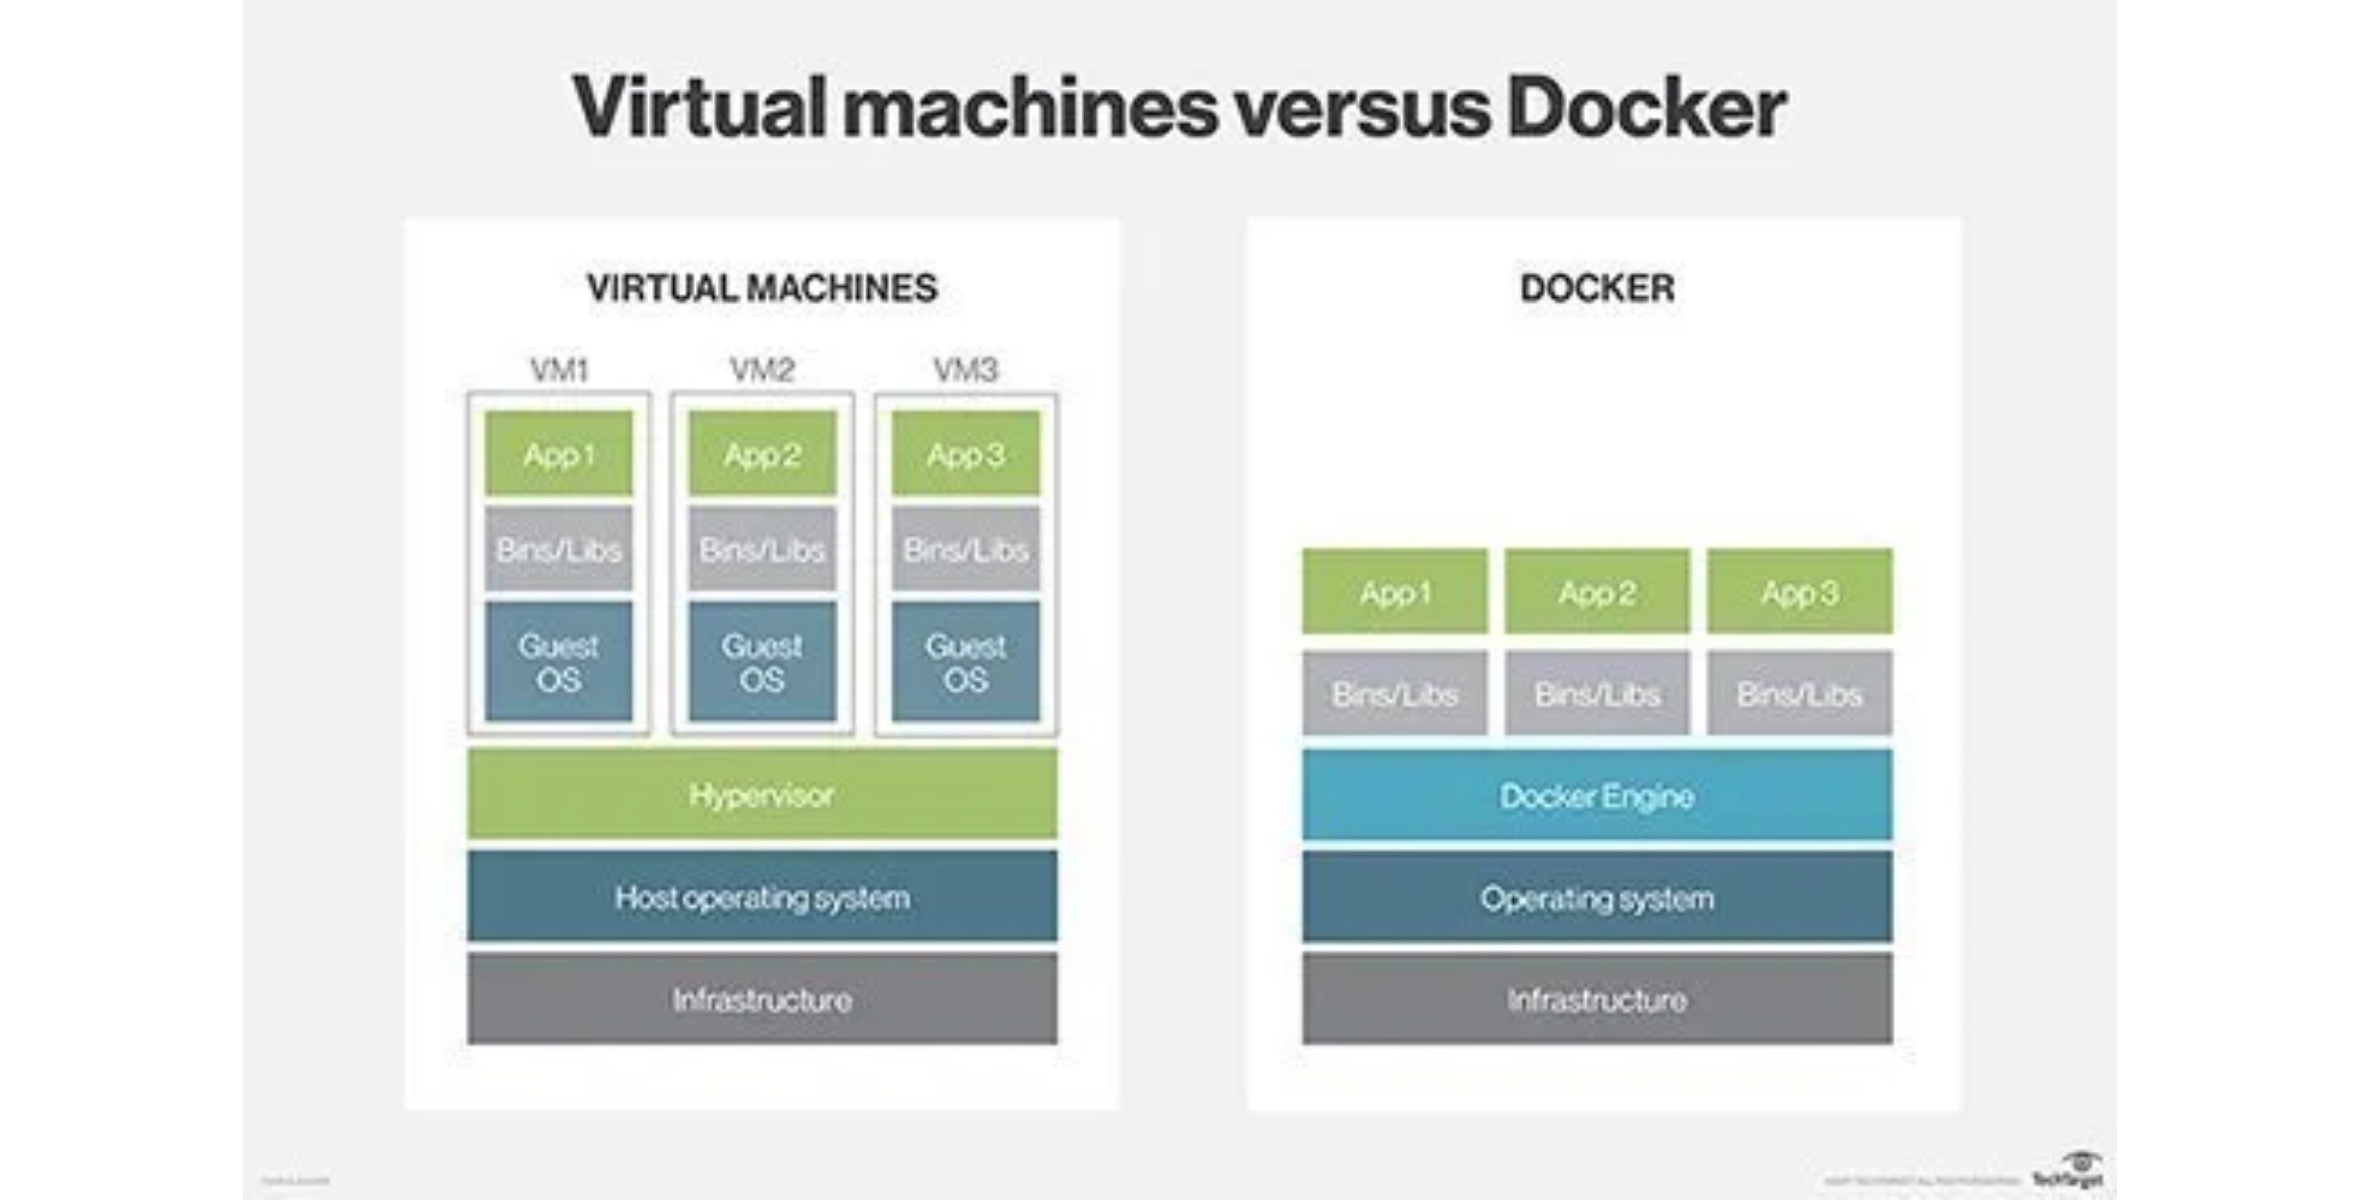 Virtual machines versus Docker
VIRTUAL MACHINES
VM1 VM2 VM3
App 1 App 2 App 3
Bins/Libs Bins/Libs Bins/Libs
Guest Guest Guest
OS OS OS
Hypervisor
Host operating system
Infrastructure
DOCKER
App 1 App 2 App 3
Bins/Libs Bins/Libs Bins/Libs
Docker Engine
Operating system
Infrastructure
TechTarget